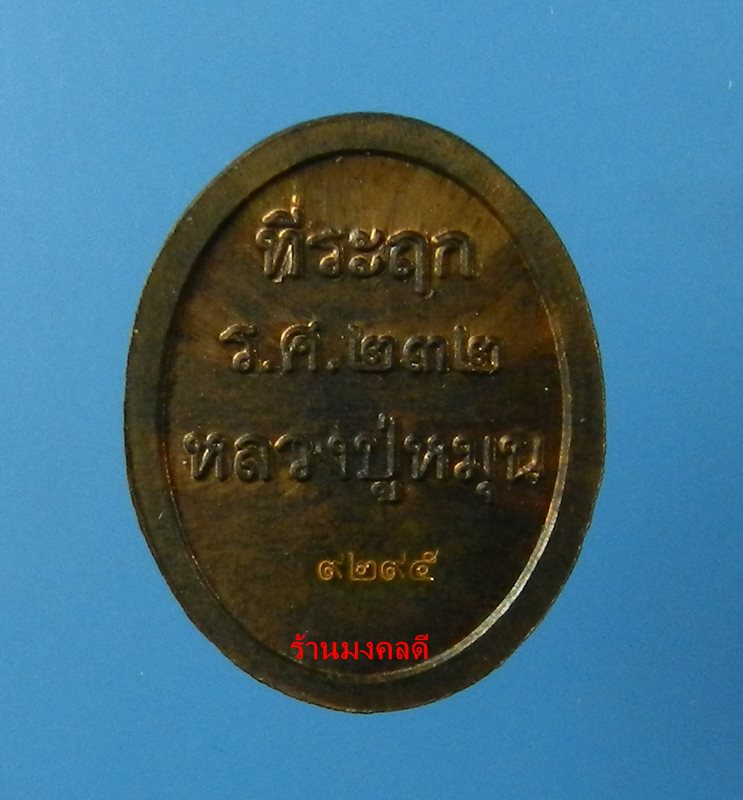 ที่ระฤก
ร.ศ.๒๓๒
หลวงปู่หมุน
๙๒๙๕
ร้านมงคลดี